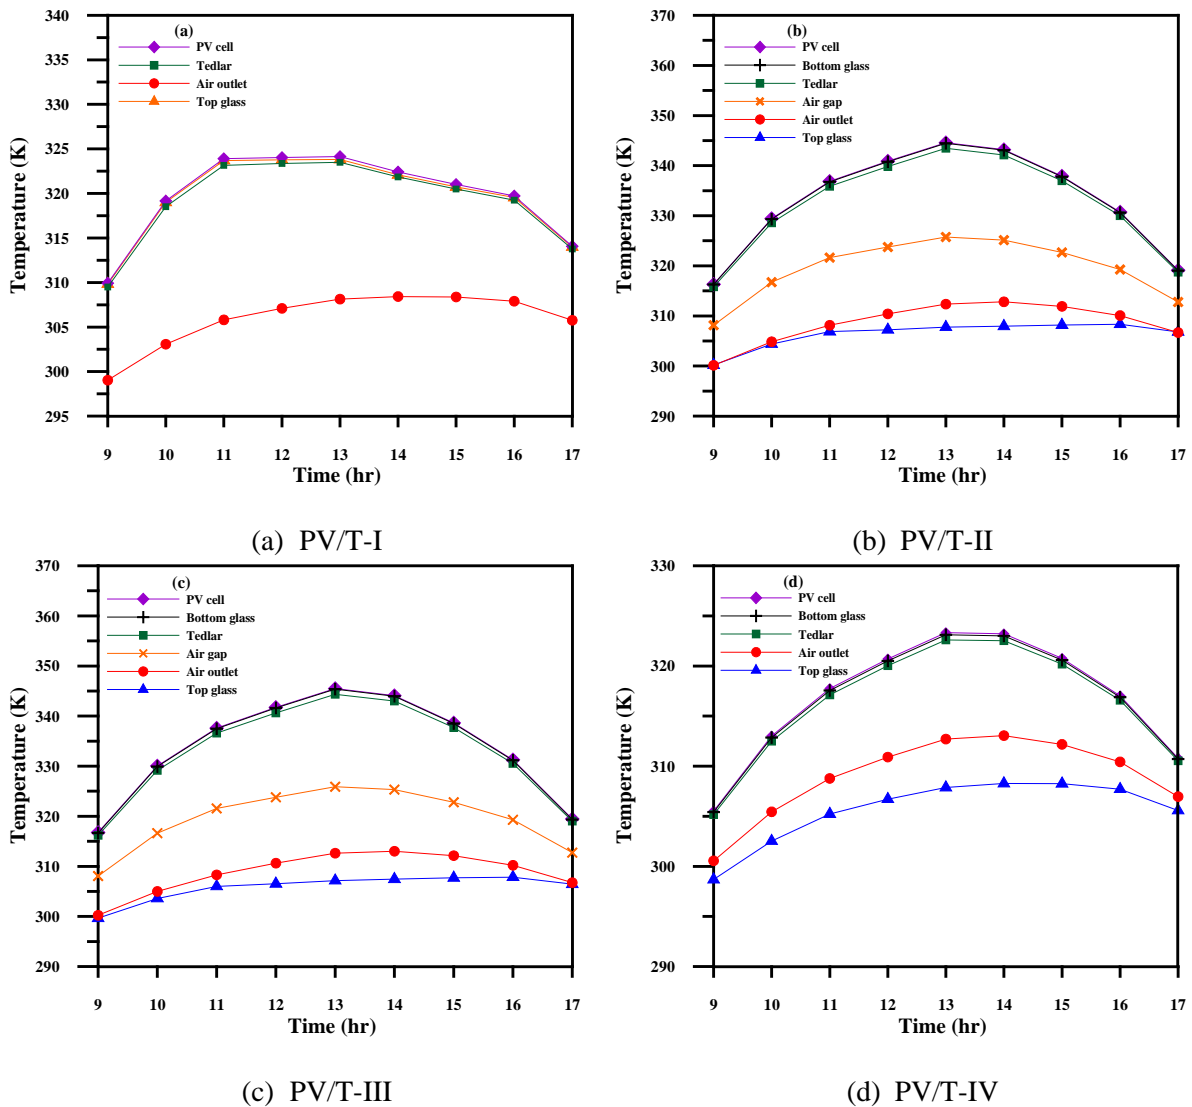 (a)
PV cell
Tedlar
Air outlet
Top glass
340
335
330
325
320
315
310
305
300
295
Temperature (K)
9 10 11 12 13 14 15 16 17
Time (hr)
(a) PV/T-I
(b)
PV cell
Bottom glass
Tedlar
Air gap
Air outlet
Top glass
370
360
350
340
330
320
310
300
290
Temperature (K)
9 10 11 12 13 14 15 16 17
Time (hr)
(b) PV/T-II
(c)
PV cell
Bottom glass
Tedlar
Air gap
Air outlet
Top glass
370
360
350
340
330
320
310
300
290
Temperature (K)
9 10 11 12 13 14 15 16 17
Time (hr)
(c) PV/T-III
(d)
PV cell
Bottom glass
Tedlar
Air outlet
Top glass
330
320
310
300
290
Temperature (K)
9 10 11 12 13 14 15 16 17
Time (hr)
(d) PV/T-IV